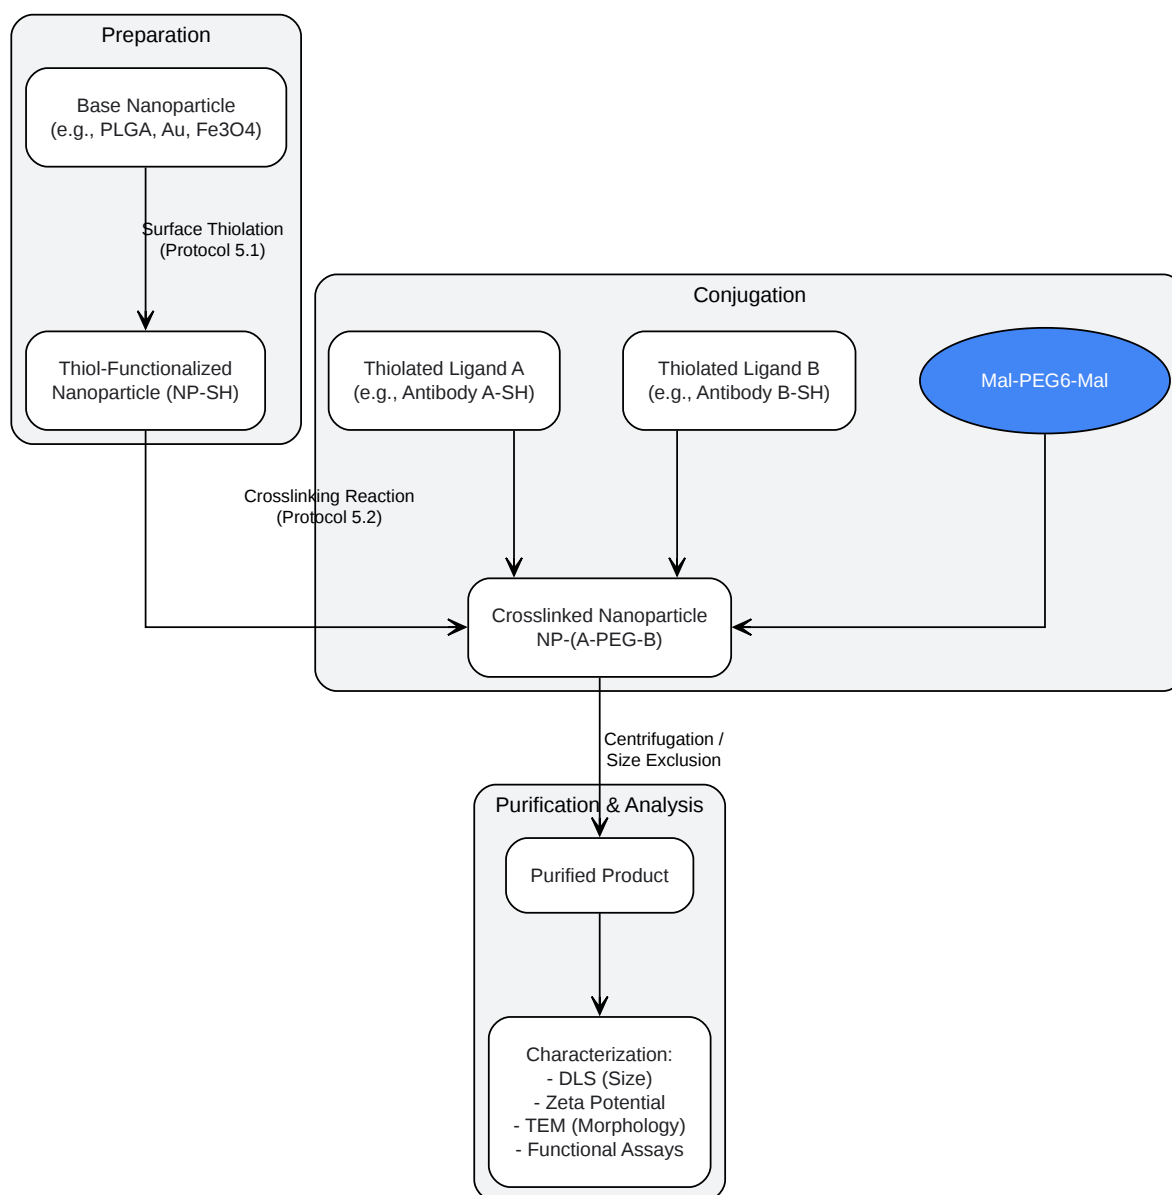 Preparation
Base Nanoparticle
(e.g., PLGA, Au, Fe3O4)
Surface Thiolation
(Protocol 5.1)
Thiol-Functionalized
Nanoparticle (NP-SH)
Conjugation
Thiolated Ligand A
(e.g., Antibody A-SH)
Thiolated Ligand B
(e.g., Antibody B-SH)
Mal-PEG6-Mal
Crosslinking Reaction
(Protocol 5.2)
Crosslinked Nanoparticle
NP-(A-PEG-B)
Centrifugation /
Size Exclusion
Purification & Analysis
Purified Product
Characterization:
- DLS (Size)
- Zeta Potential
- TEM (Morphology)
- Functional Assays